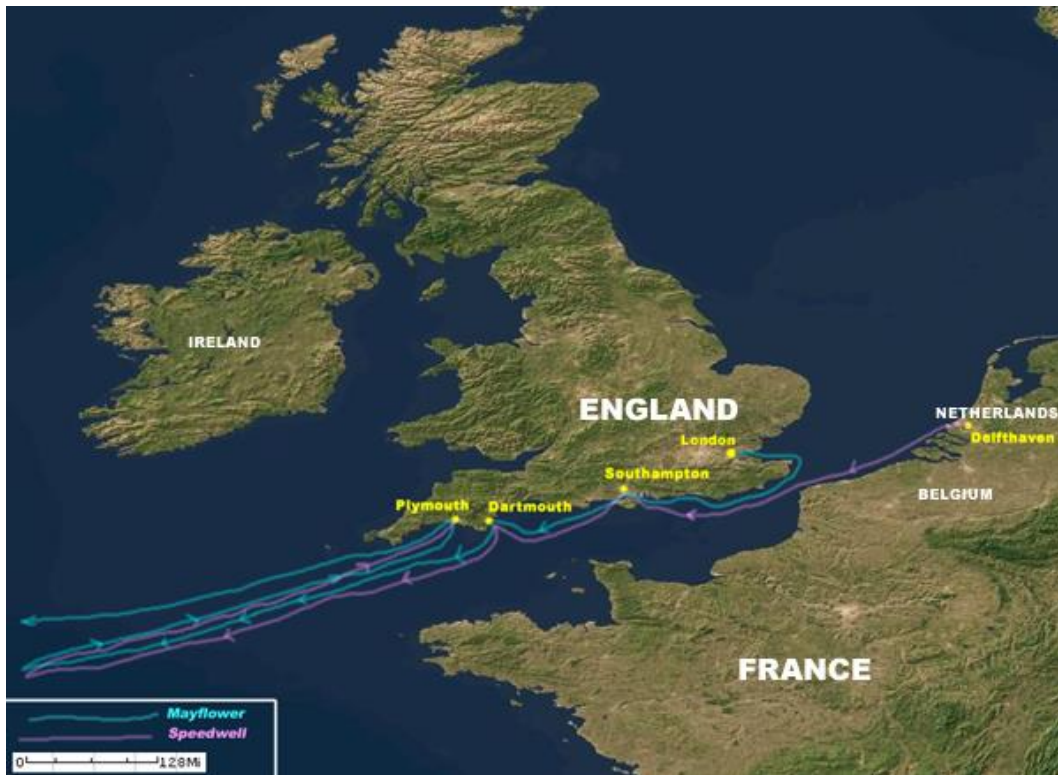 IRELAND
ENGLAND
NETHERLANDS
London
Delfthaven
Southampton
BELGIUM
Plymouth
Dartmouth
FRANCE
Mayflower
Speedwell
0 128Mi